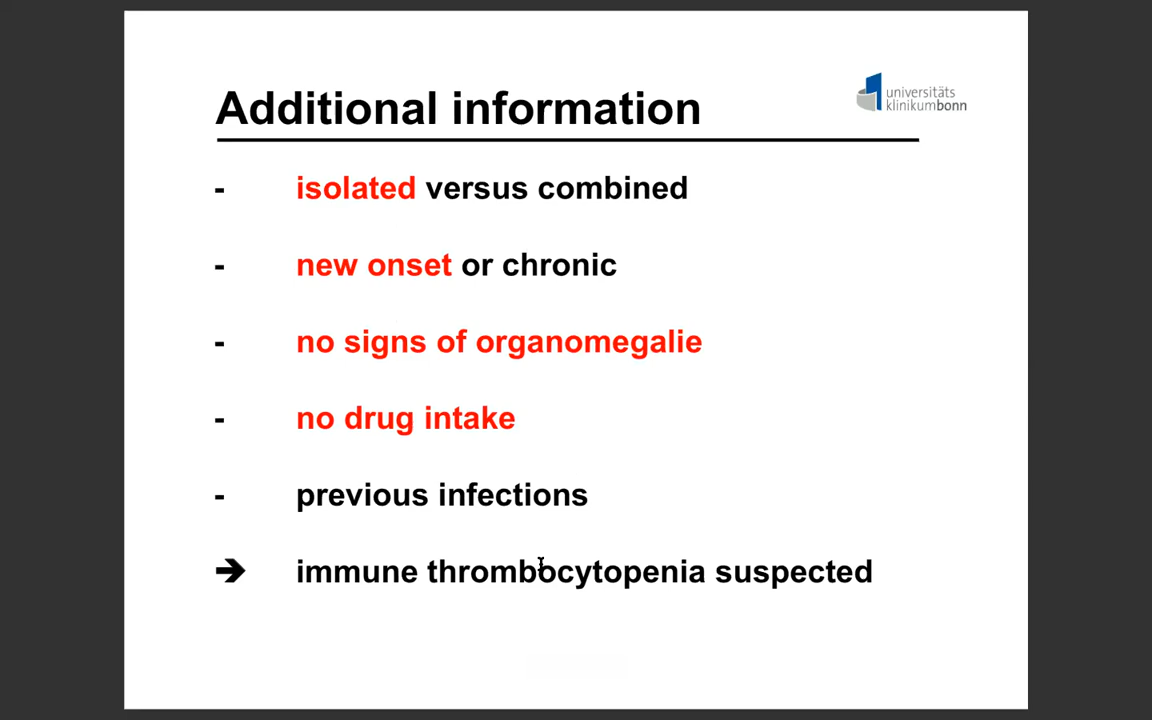 Additional information
universitäts
klinikumbonn
- isolated versus combined
- new onset or chronic
- no signs of organomegalie
- no drug intake
- previous infections
➔ immune thrombocytopenia suspected